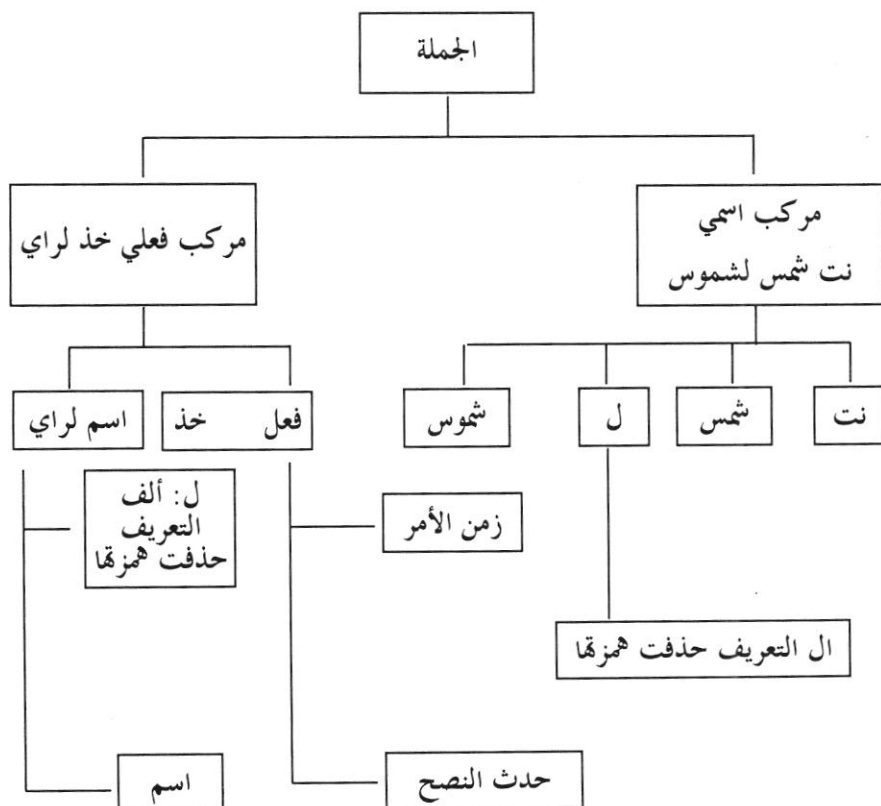 الجملة
مركب اسمي
نت شمس لشموس
مركب فعلي خذ لراي
نت
شمس
ل
شموس
فعل خذ
اسم لراي
ل: ألف
التعريف
حذفت همزتها
زمن الأمر
ال التعريف حذفت همزتها
حدث النصح
اسم